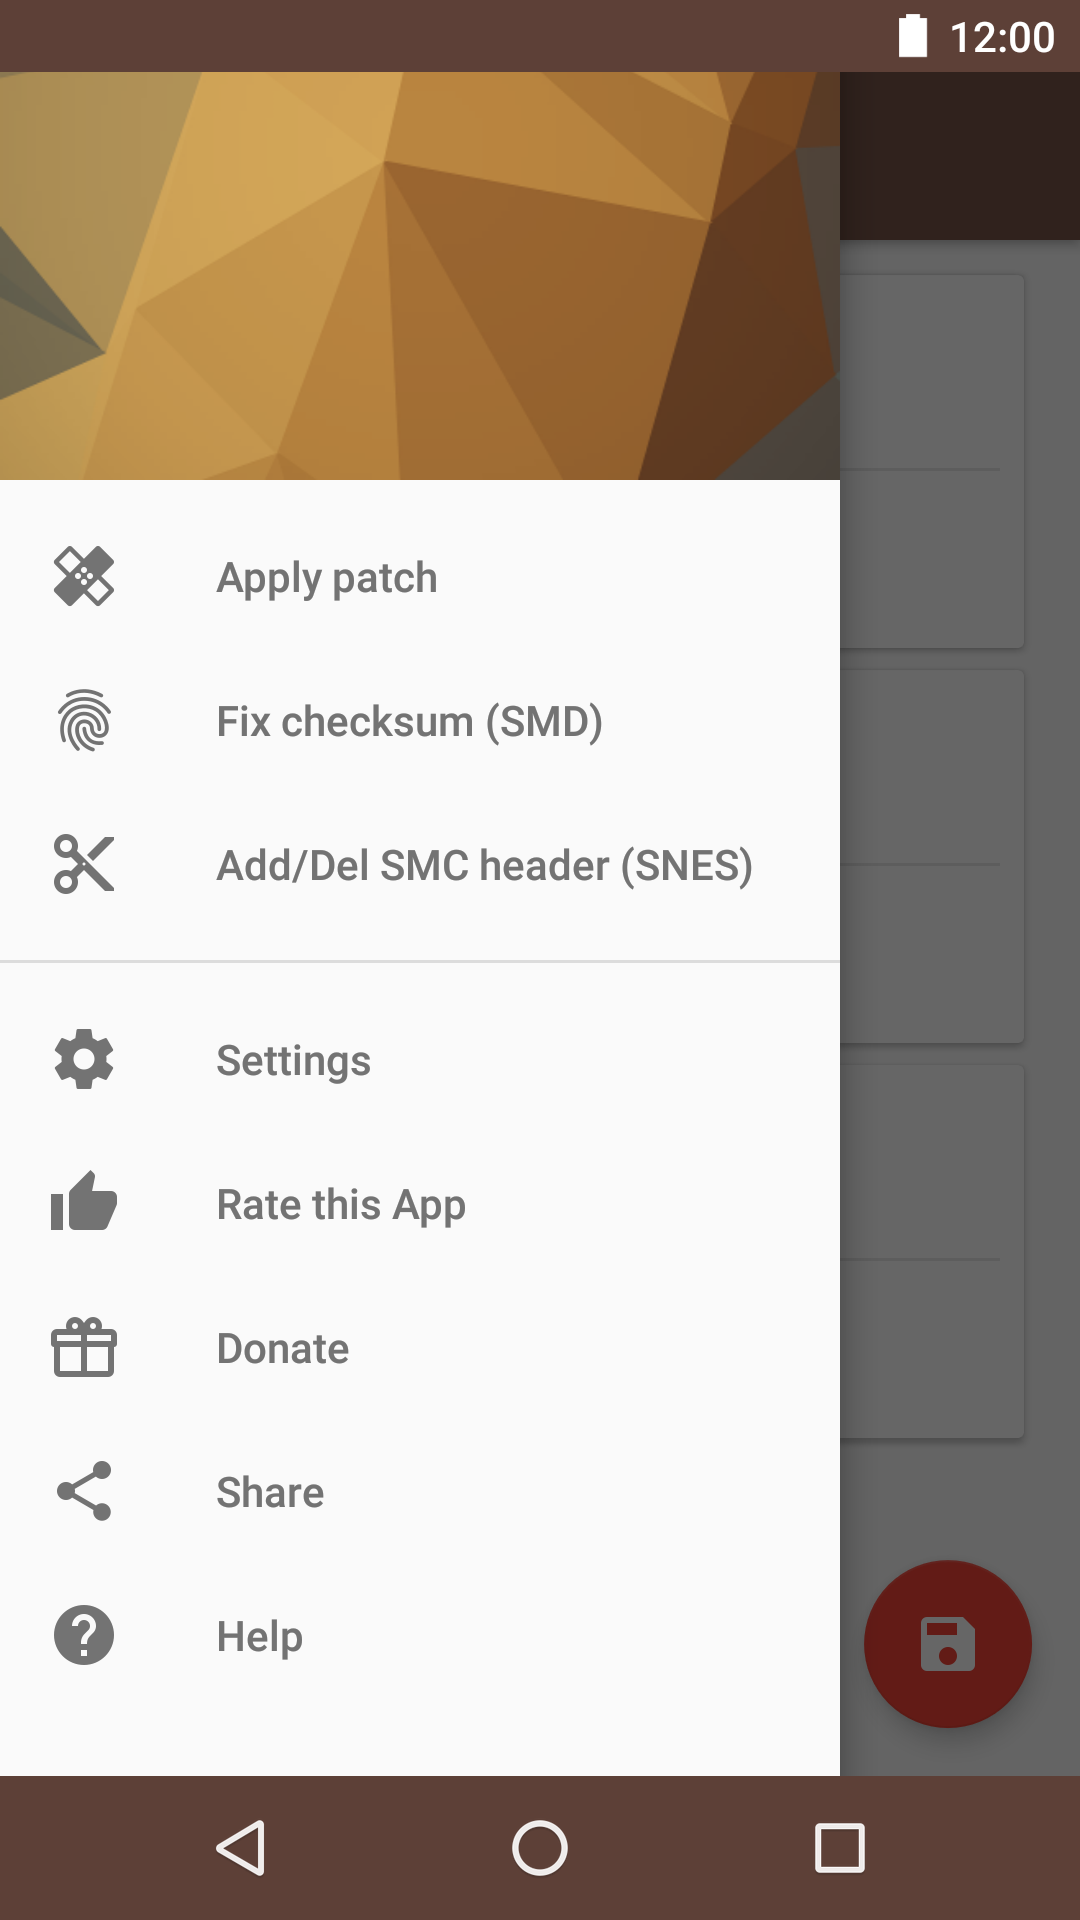 12:00
Apply patch
Fix checksum (SMD)
Add/Del SMC header (SNES)
Settings
Rate this App
Donate
Share
Help